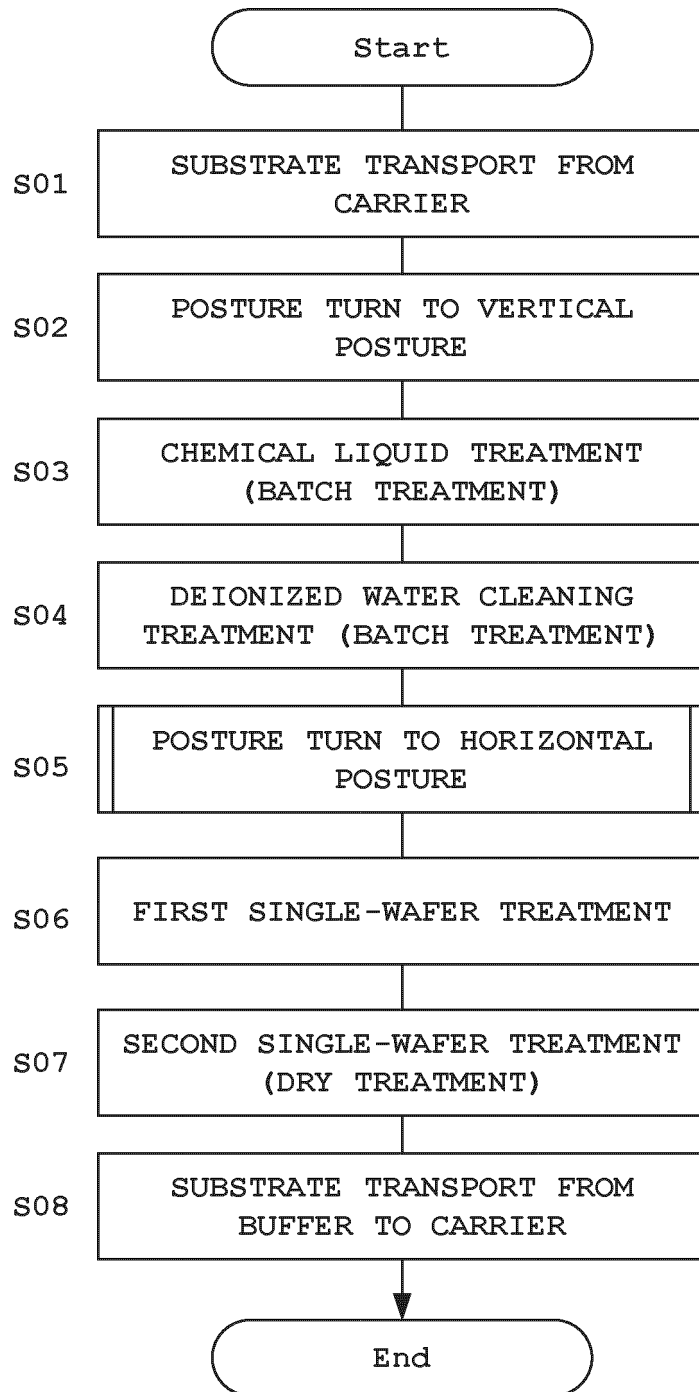 Start
S01
SUBSTRATE TRANSPORT FROM
CARRIER
S02
POSTURE TURN TO VERTICAL
POSTURE
S03
CHEMICAL LIQUID TREATMENT
(BATCH TREATMENT)
S04
DEIONIZED WATER CLEANING
TREATMENT (BATCH TREATMENT)
S05
POSTURE TURN TO HORIZONTAL
POSTURE
S06
FIRST SINGLE-WAFER TREATMENT
S07
SECOND SINGLE-WAFER TREATMENT
(DRY TREATMENT)
S08
SUBSTRATE TRANSPORT FROM
BUFFER TO CARRIER
End